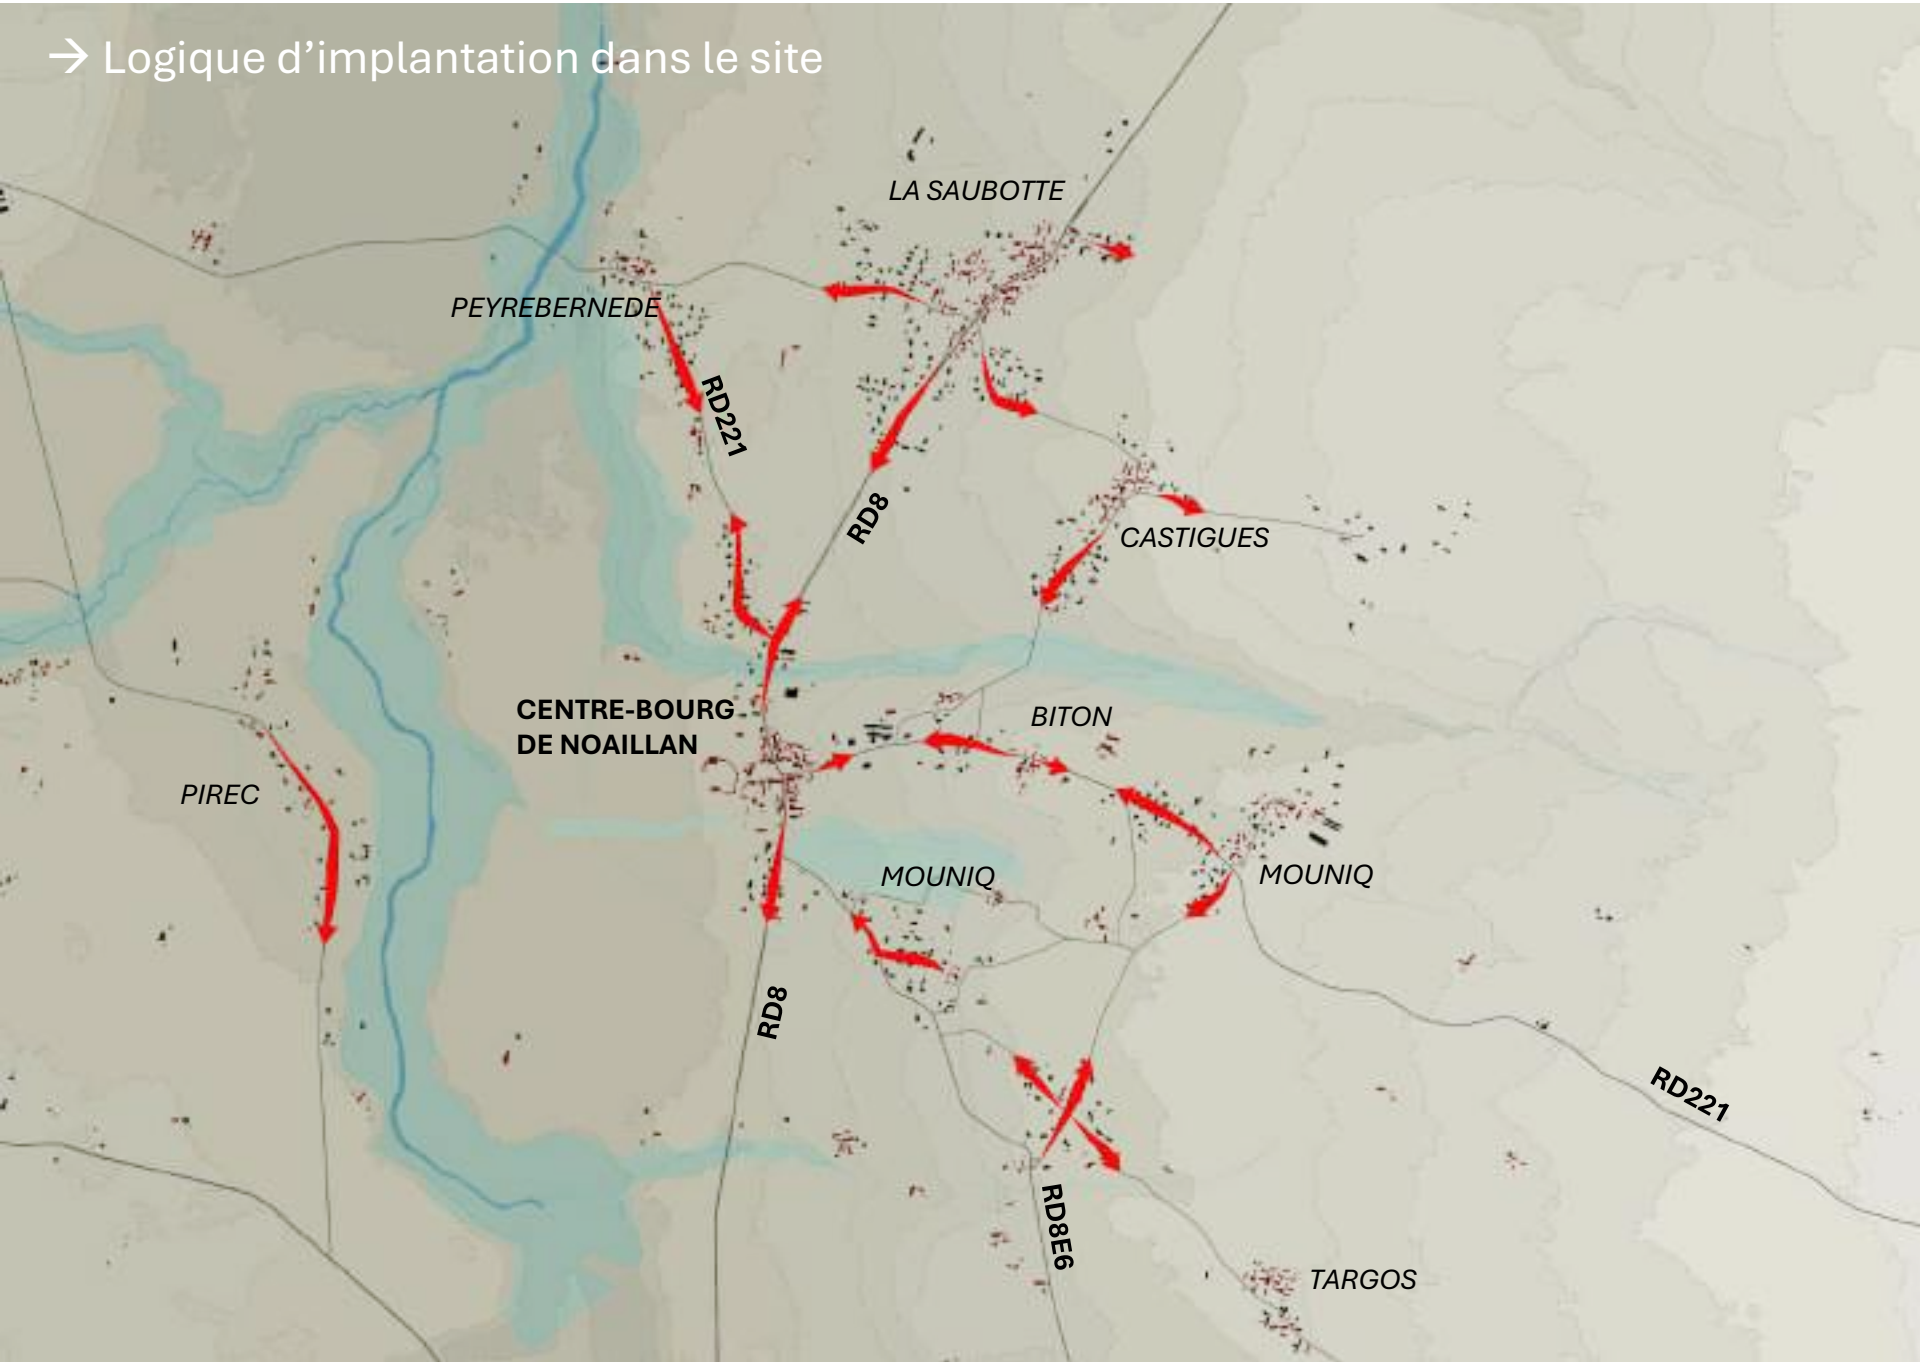 → Logique d’implantation dans le site
LA SAUBOTTE
PEYREBERNEDE
RD221
RD8
CASTIGUES
CENTRE-BOURG
DE NOAILLAN
BITON
PIREC
MOUNIQ
MOUNIQ
RD8
RD221
RD8E6
TARGOS